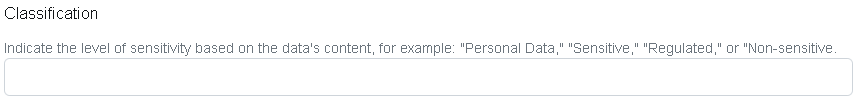 Classification
Indicate the level of sensitivity based on the data's content, for example: "Personal Data," "Sensitive," "Regulated," or "Non-sensitive.